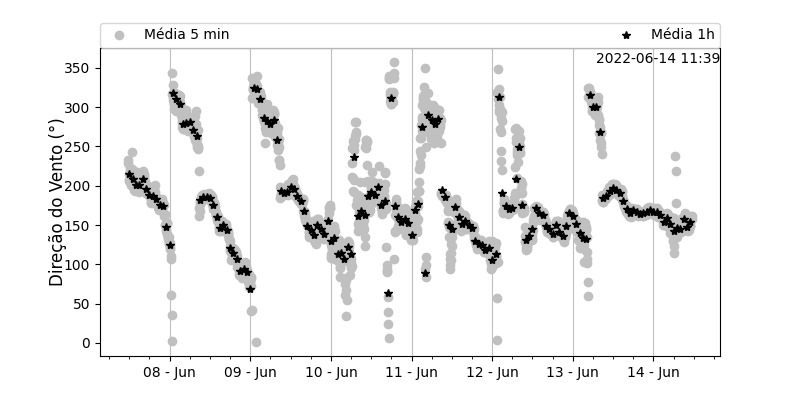 Média 5 min
Média 1h
2022-06-14 11:39
Direção do Vento (°)
350
300
250
200
150
100
50
0
08 - Jun
09 - Jun
10 - Jun
11 - Jun
12 - Jun
13 - Jun
14 - Jun